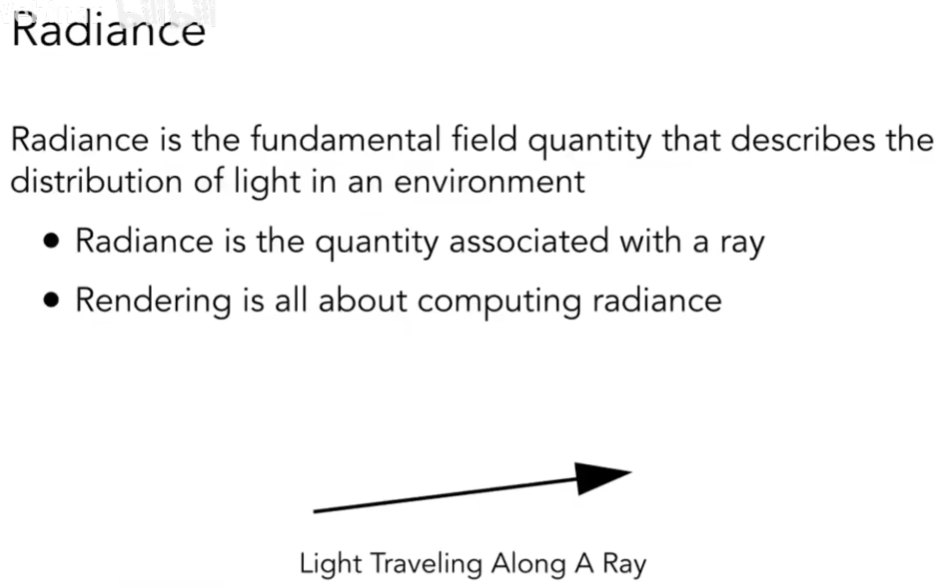 Radiance
Radiance is the fundamental field quantity that describes the
distribution of light in an environment
● Radiance is the quantity associated with a ray
● Rendering is all about computing radiance
Light Traveling Along A Ray